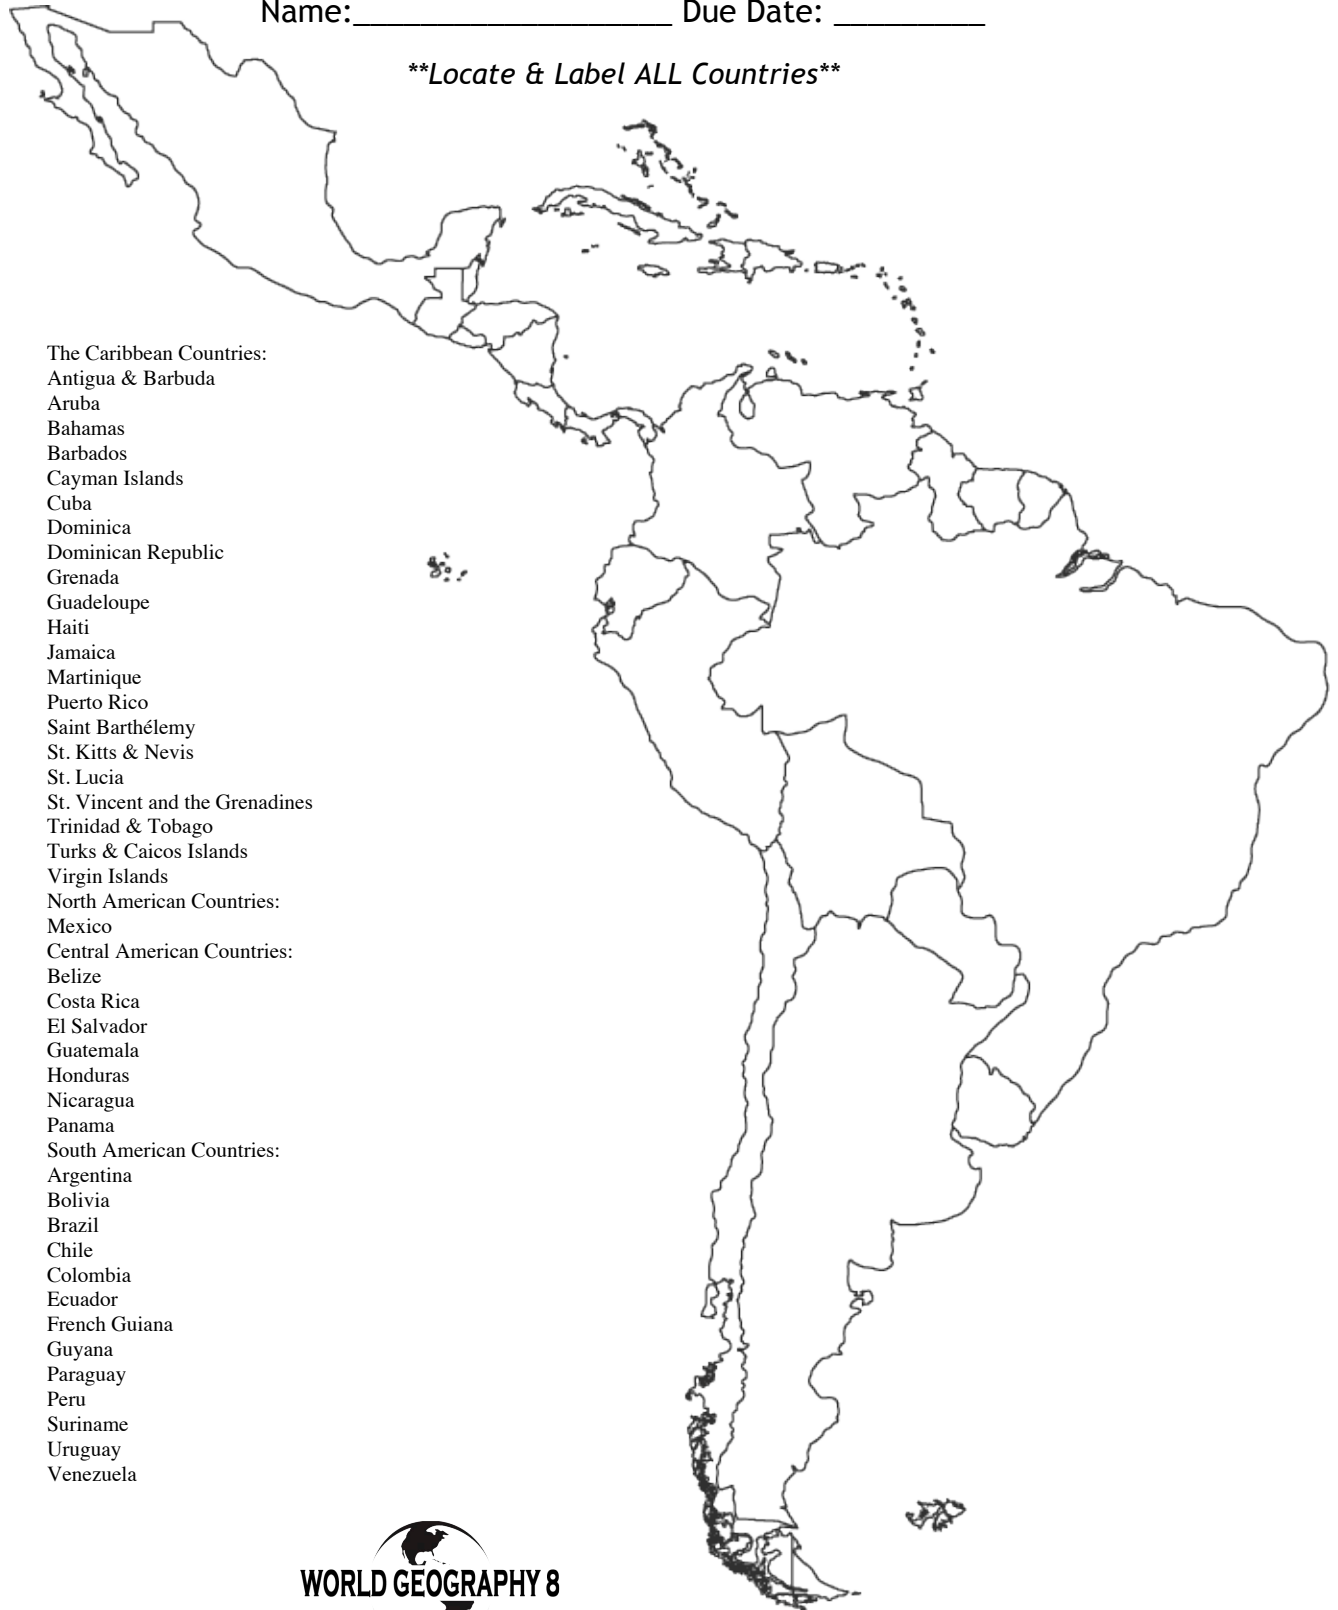 Name:___________________ Due Date: _________
**Locate & Label ALL Countries**
The Caribbean Countries:
Antigua & Barbuda
Aruba
Bahamas
Barbados
Cayman Islands
Cuba
Dominica
Dominican Republic
Grenada
Guadeloupe
Haiti
Jamaica
Martinique
Puerto Rico
Saint Barthélemy
St. Kitts & Nevis
St. Lucia
St. Vincent and the Grenadines
Trinidad & Tobago
Turks & Caicos Islands
Virgin Islands
North American Countries:
Mexico
Central American Countries:
Belize
Costa Rica
El Salvador
Guatemala
Honduras
Nicaragua
Panama
South American Countries:
Argentina
Bolivia
Brazil
Chile
Colombia
Ecuador
French Guiana
Guyana
Paraguay
Peru
Suriname
Uruguay
Venezuela
WORLD GEOGRAPHY 8